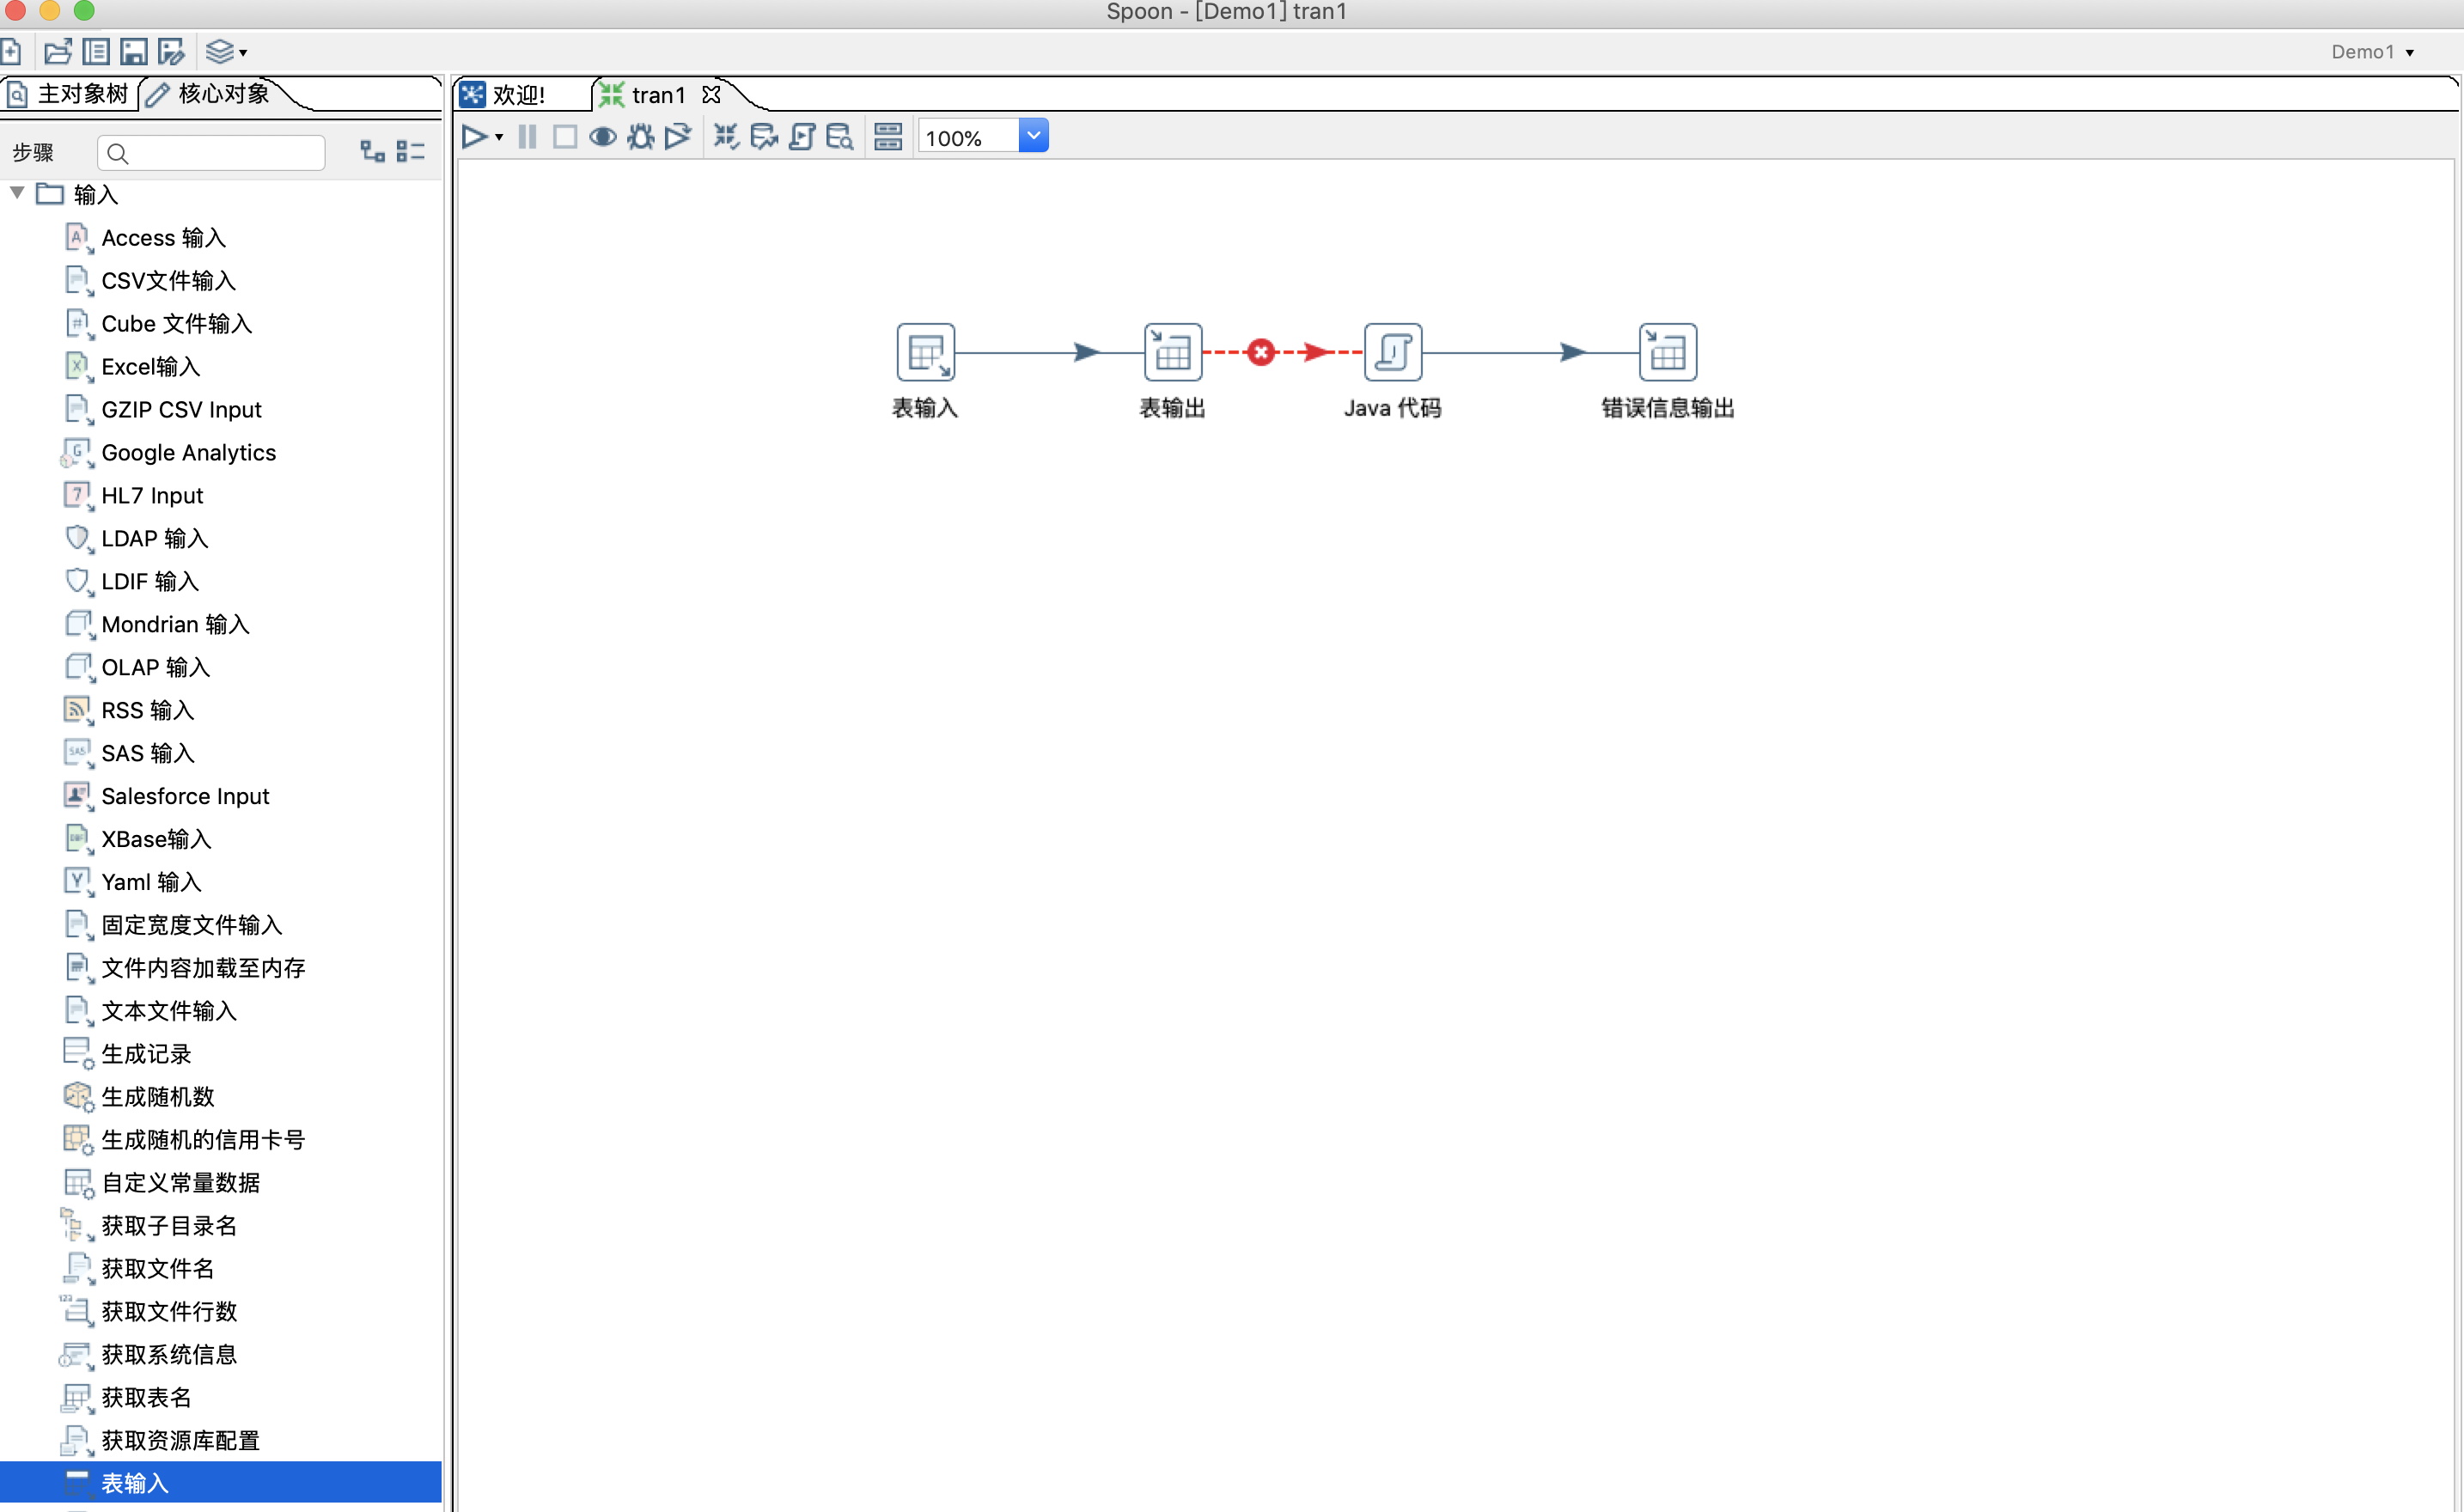 Spoon - [Demo1] tran1
Demo1
主对象树 核心对象
欢迎! tran1
步骤
100%
输入
Access 输入
CSV文件输入
Cube 文件输入
Excel输入
GZIP CSV Input
Google Analytics
HL7 Input
LDAP 输入
LDIF 输入
Mondrian 输入
OLAP 输入
RSS 输入
SAS 输入
Salesforce Input
XBase输入
Yaml 输入
固定宽度文件输入
文件内容加载至内存
文本文件输入
生成记录
生成随机数
生成随机的信用卡号
自定义常量数据
获取子目录名
获取文件名
获取文件行数
获取系统信息
获取表名
获取资源库配置
表输入
表输入 表输出 Java 代码 错误信息输出